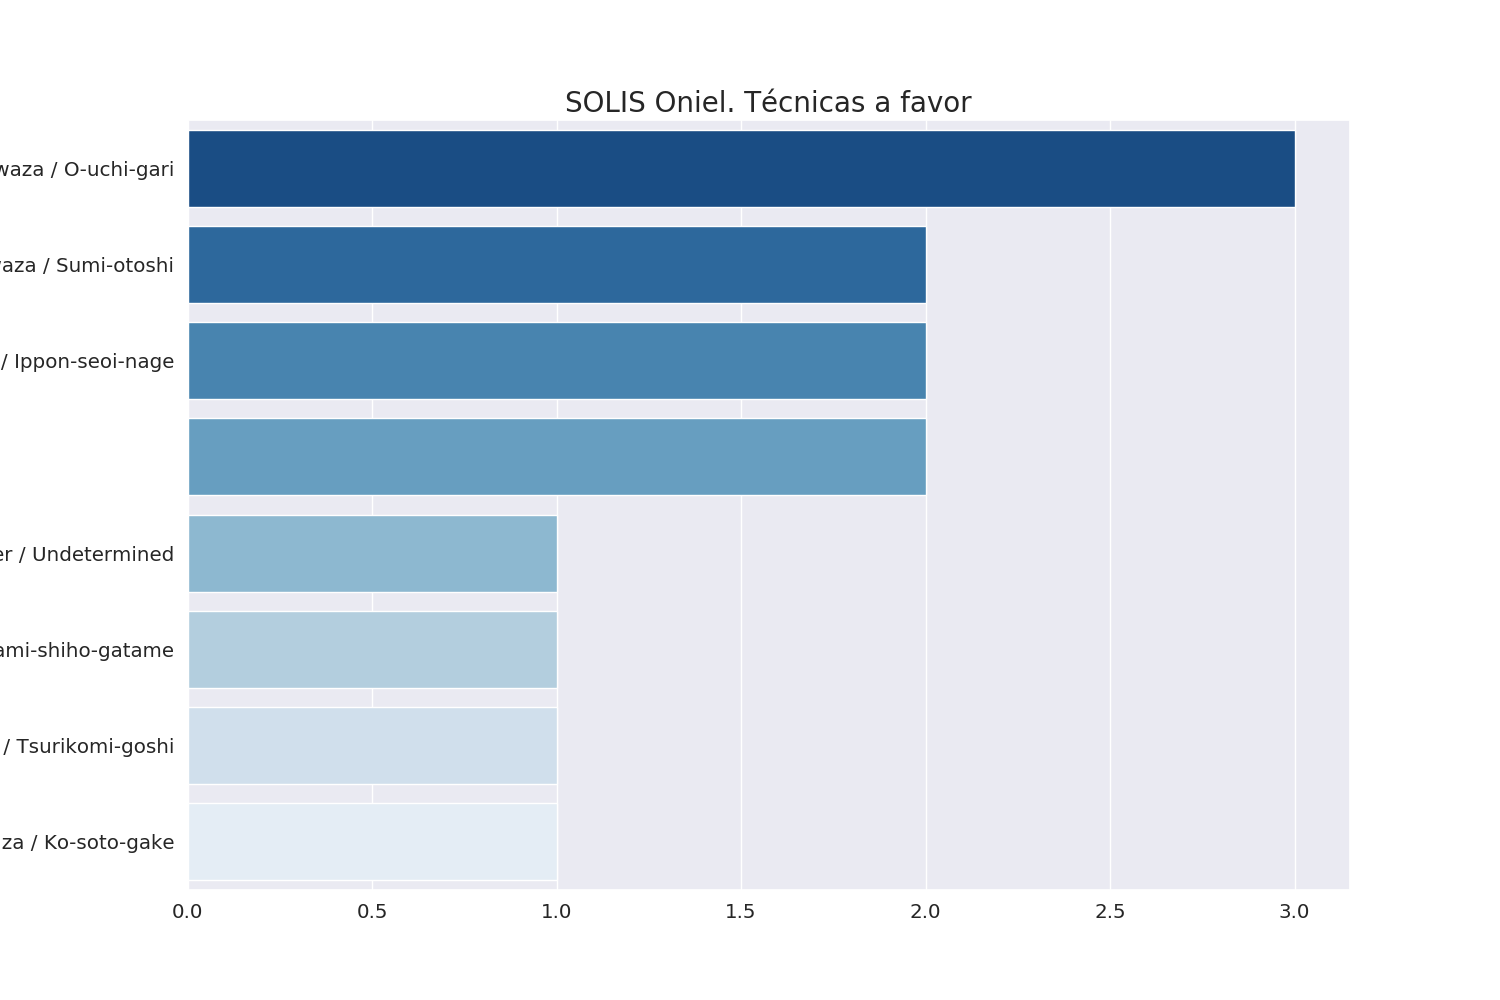 SOLIS Oniel. Técnicas a favor
waza / O-uchi-gari
aza / Sumi-otoshi
/ Ippon-seoi-nage
er / Undetermined
ami-shiho-gatame
/ Tsurikomi-goshi
za / Ko-soto-gake
0.0 0.5 1.0 1.5 2.0 2.5 3.0